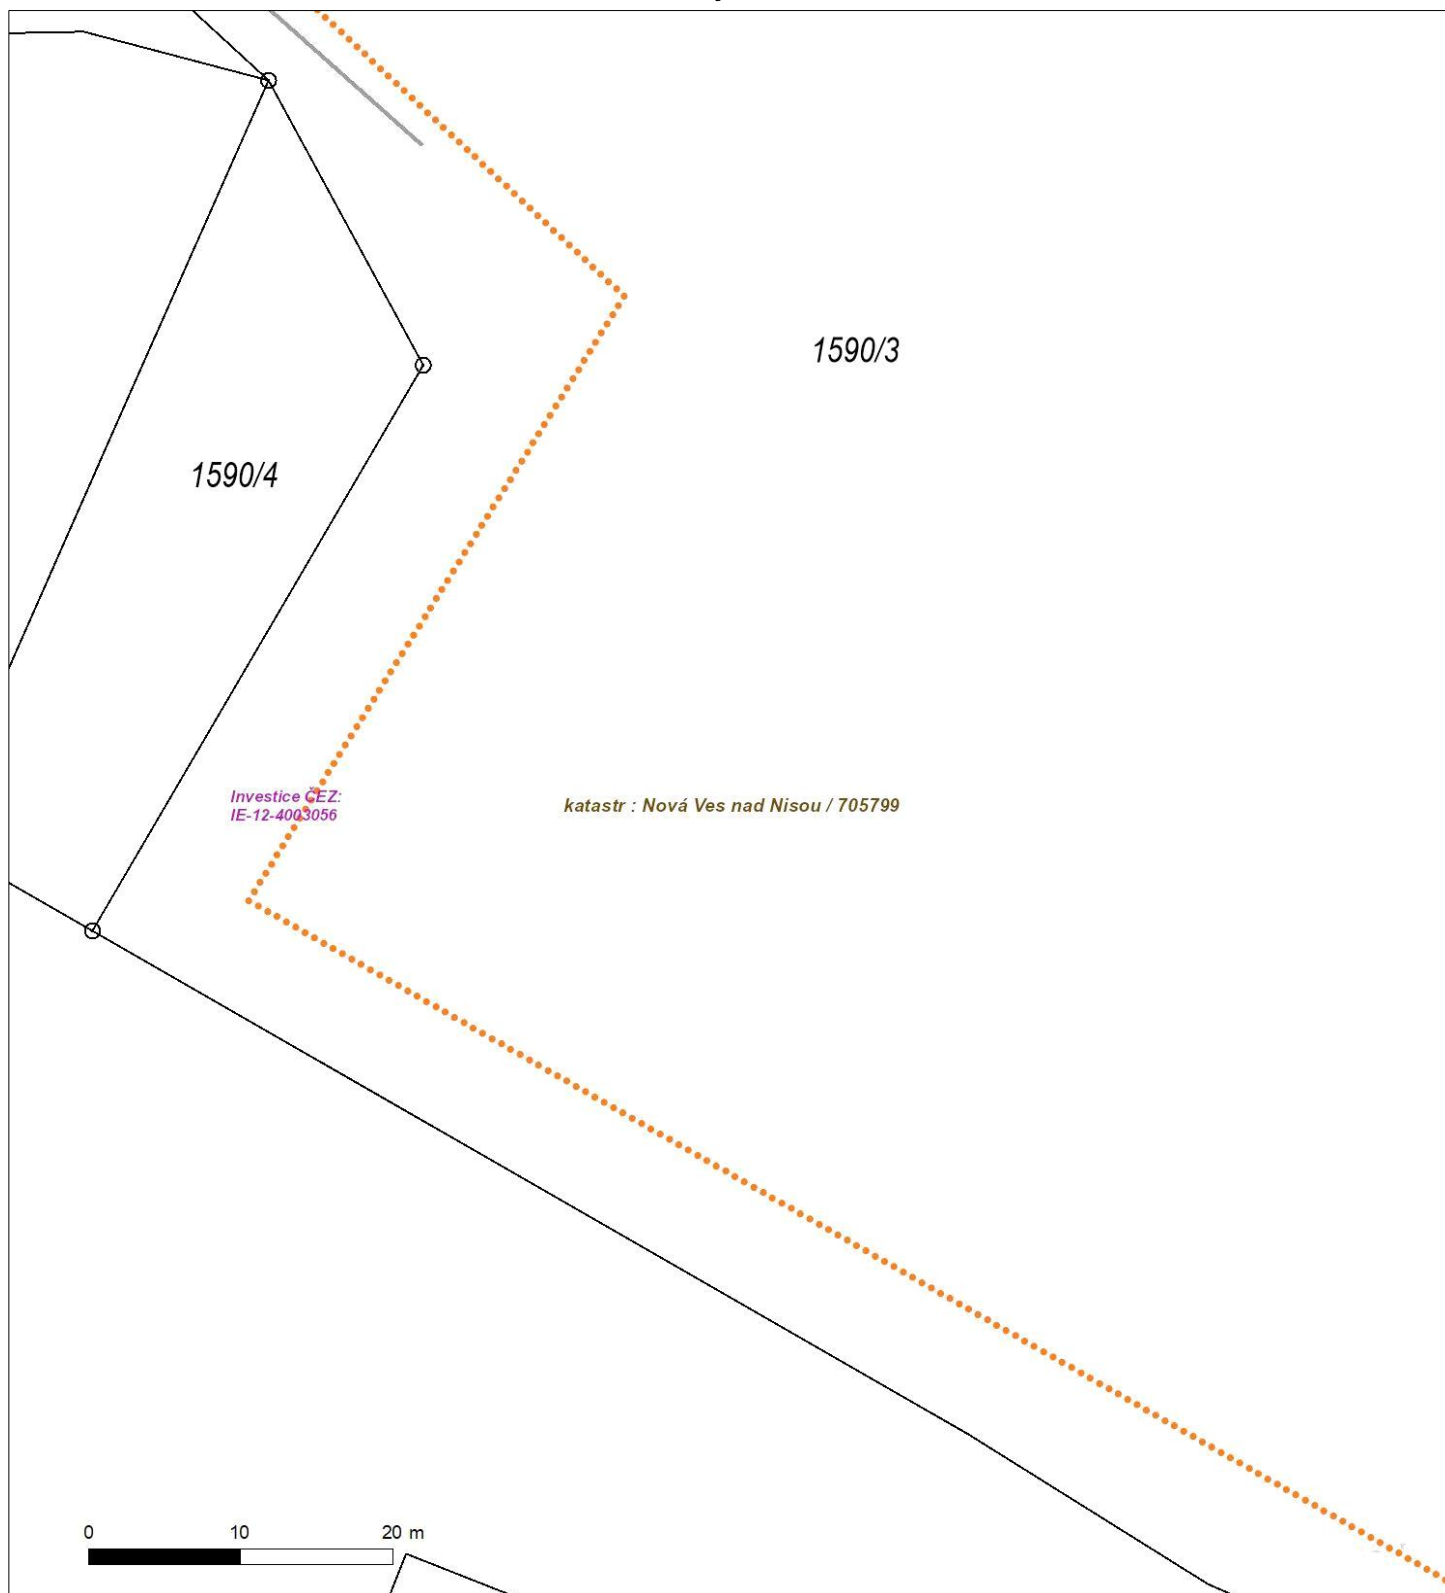 1590/3
1590/4
Investice ČEZ:
IE-12-4003056
katastr : Nová Ves nad Nisou / 705799
0 10 20 m